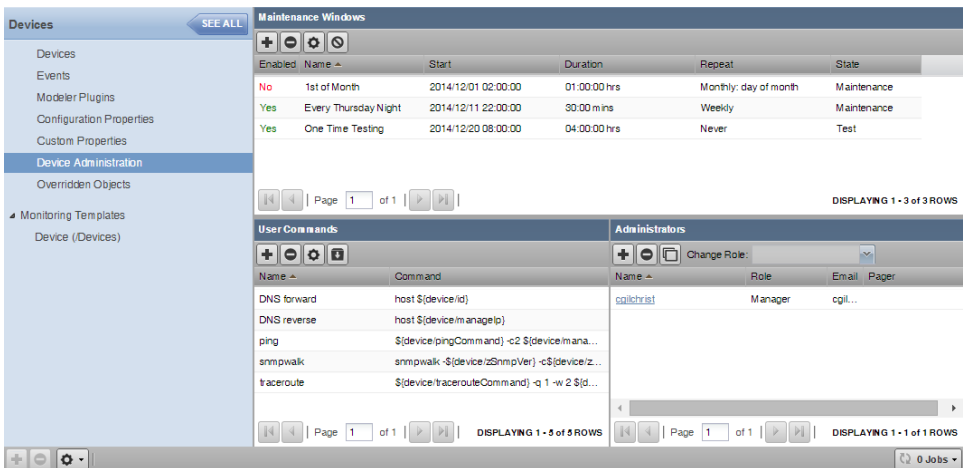 Devices
SEE ALL
Devices
Events
Modeler Plugins
Configuration Properties
Custom Properties
Device Administration
Overridden Objects
Monitoring Templates
Device (/Devices)
Maintenance Windows
Enabled Name Start Duration Repeat State
No 1st of Month 2014/12/01 02:00:00 01:00:00 hrs Monthly: day of month Maintenance
Yes Every Thursday Night 2014/12/11 22:00:00 30:00 mins Weekly Maintenance
Yes One Time Testing 2014/12/20 08:00:00 04:00:00 hrs Never Test
Page 1 of 1 DISPLAYING 1 - 3 of 3 ROWS
User Commands
Name Command
DNS forward host ${device/id}
DNS reverse host ${device/manageIp}
ping ${device/pingCommand} -c2 ${device/mana...
snmpwalk snmpwalk -${device/zSnmpVer} -c${device/z...
traceroute ${device/tracerouteCommand} -q 1 -w 2 ${d...
Page 1 of 1 DISPLAYING 1 - 5 of 5 ROWS
Administrators
Change Role:
Name Role Email Pager
cgilchrist Manager cgil...
Page 1 of 1 DISPLAYING 1 - 1 of 1 ROWS
0 Jobs